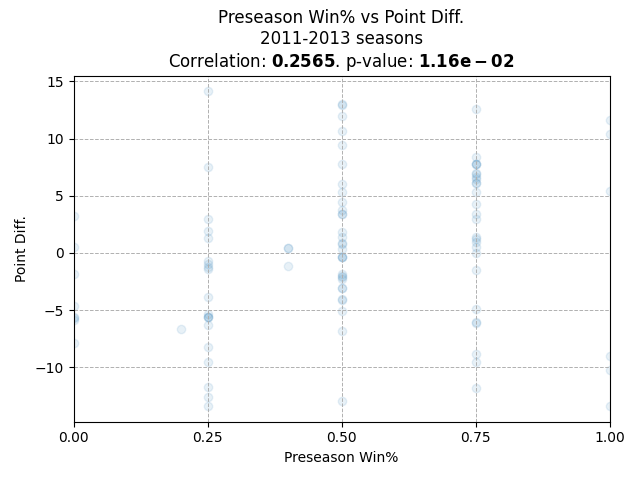 Preseason Win% vs Point Diff.
2011-2013 seasons
Correlation: 0.2565. p-value: 1.16e−02
15
10
5
0
−5
−10
Point Diff.
0.00 0.25 0.50 0.75 1.00
Preseason Win%